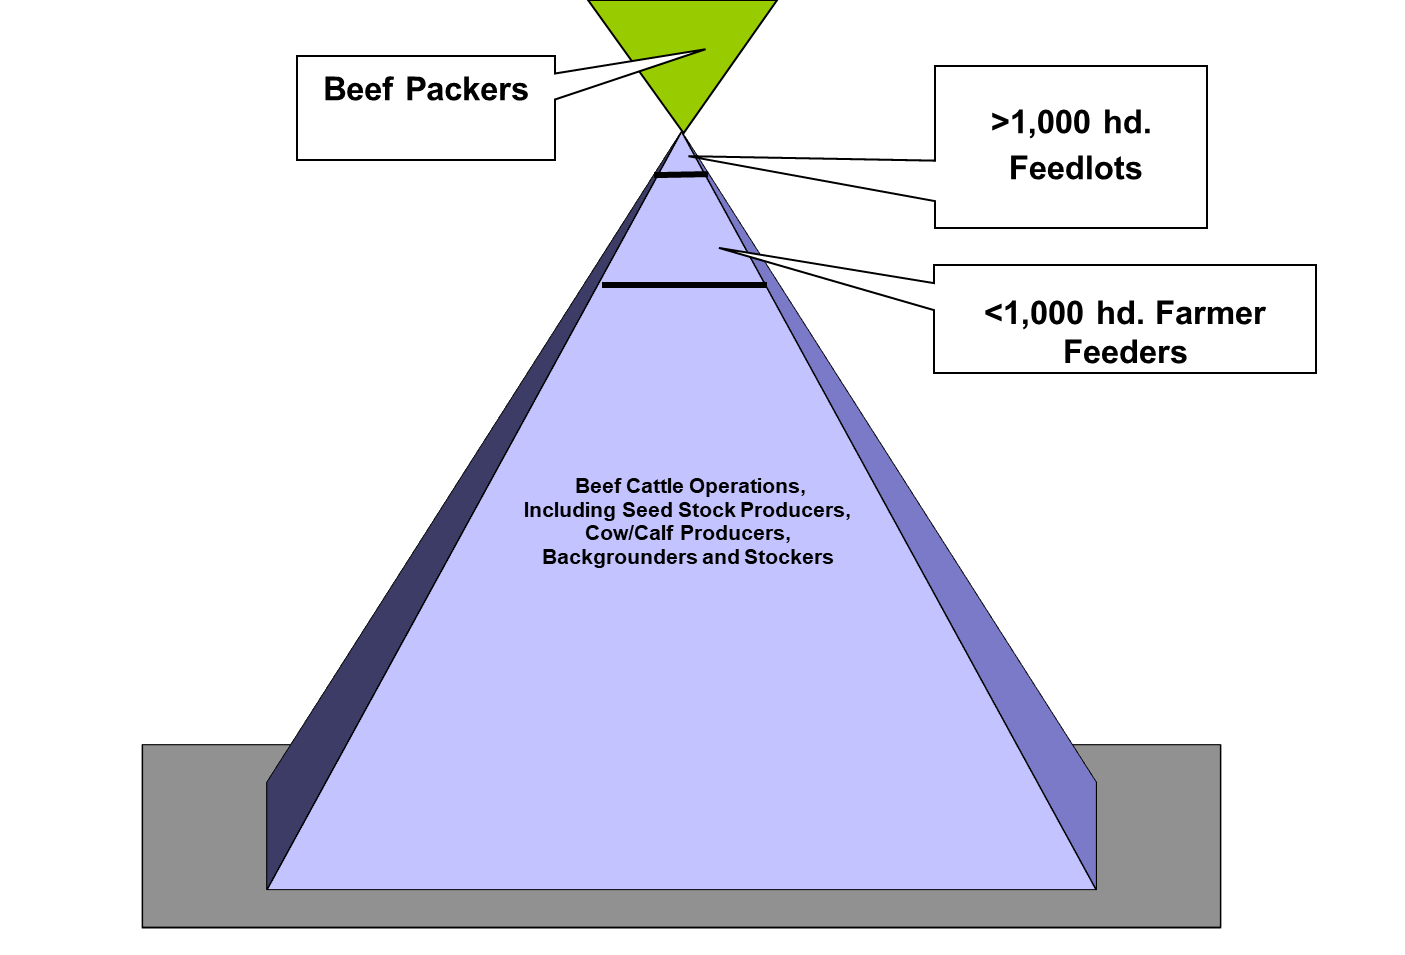 Beef Packers
>1,000 hd.
Feedlots
<1,000 hd. Farmer
Feeders
Beef Cattle Operations,
Including Seed Stock Producers,
Cow/Calf Producers,
Backgrounders and Stockers